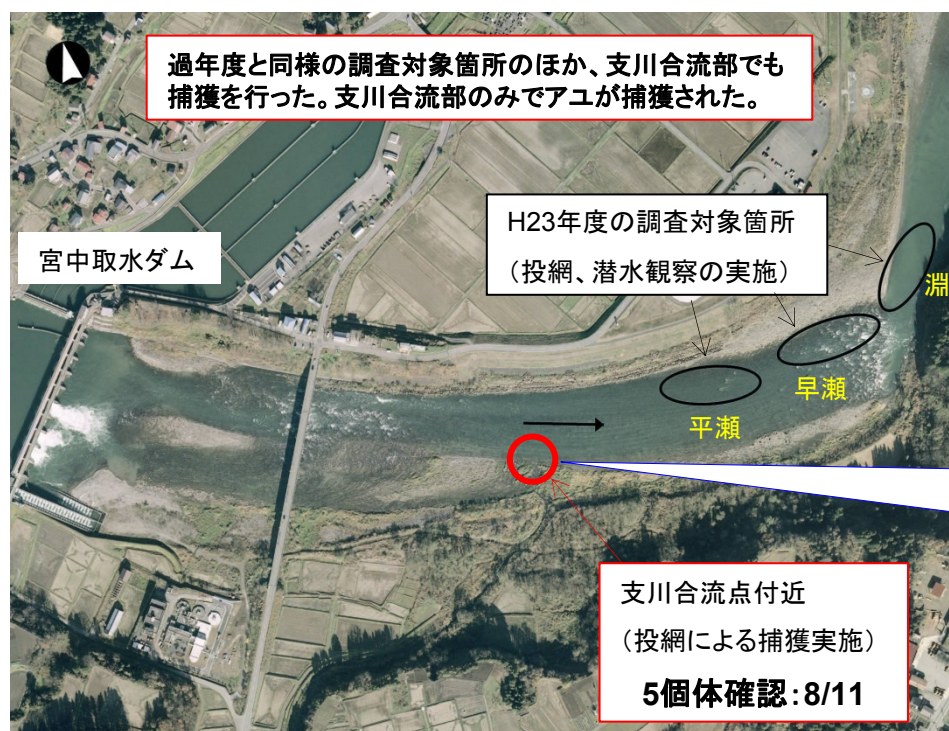 過年度と同様の調査対象箇所のほか、支川合流部でも
捕獲を行った。支川合流部のみでアユが捕獲された。
H23年度の調査対象箇所
(投網、潜水観察の実施)
宮中取水ダム
淵
早瀬
平瀬
支川合流点付近
(投網による捕獲実施)
5個体確認:8/11